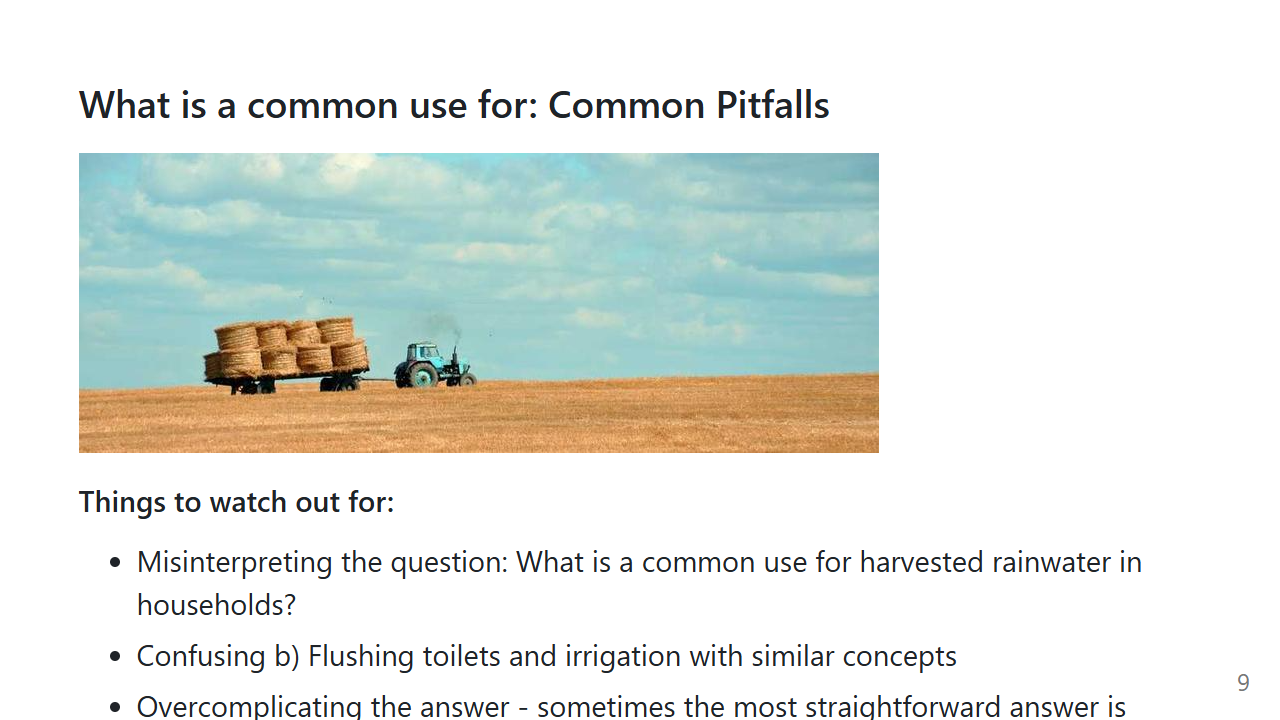 What is a common use for: Common Pitfalls
Things to watch out for:
• Misinterpreting the question: What is a common use for harvested rainwater in
households?
• Confusing b) Flushing toilets and irrigation with similar concepts
• Overcomplicating the answer - sometimes the most straightforward answer is
9